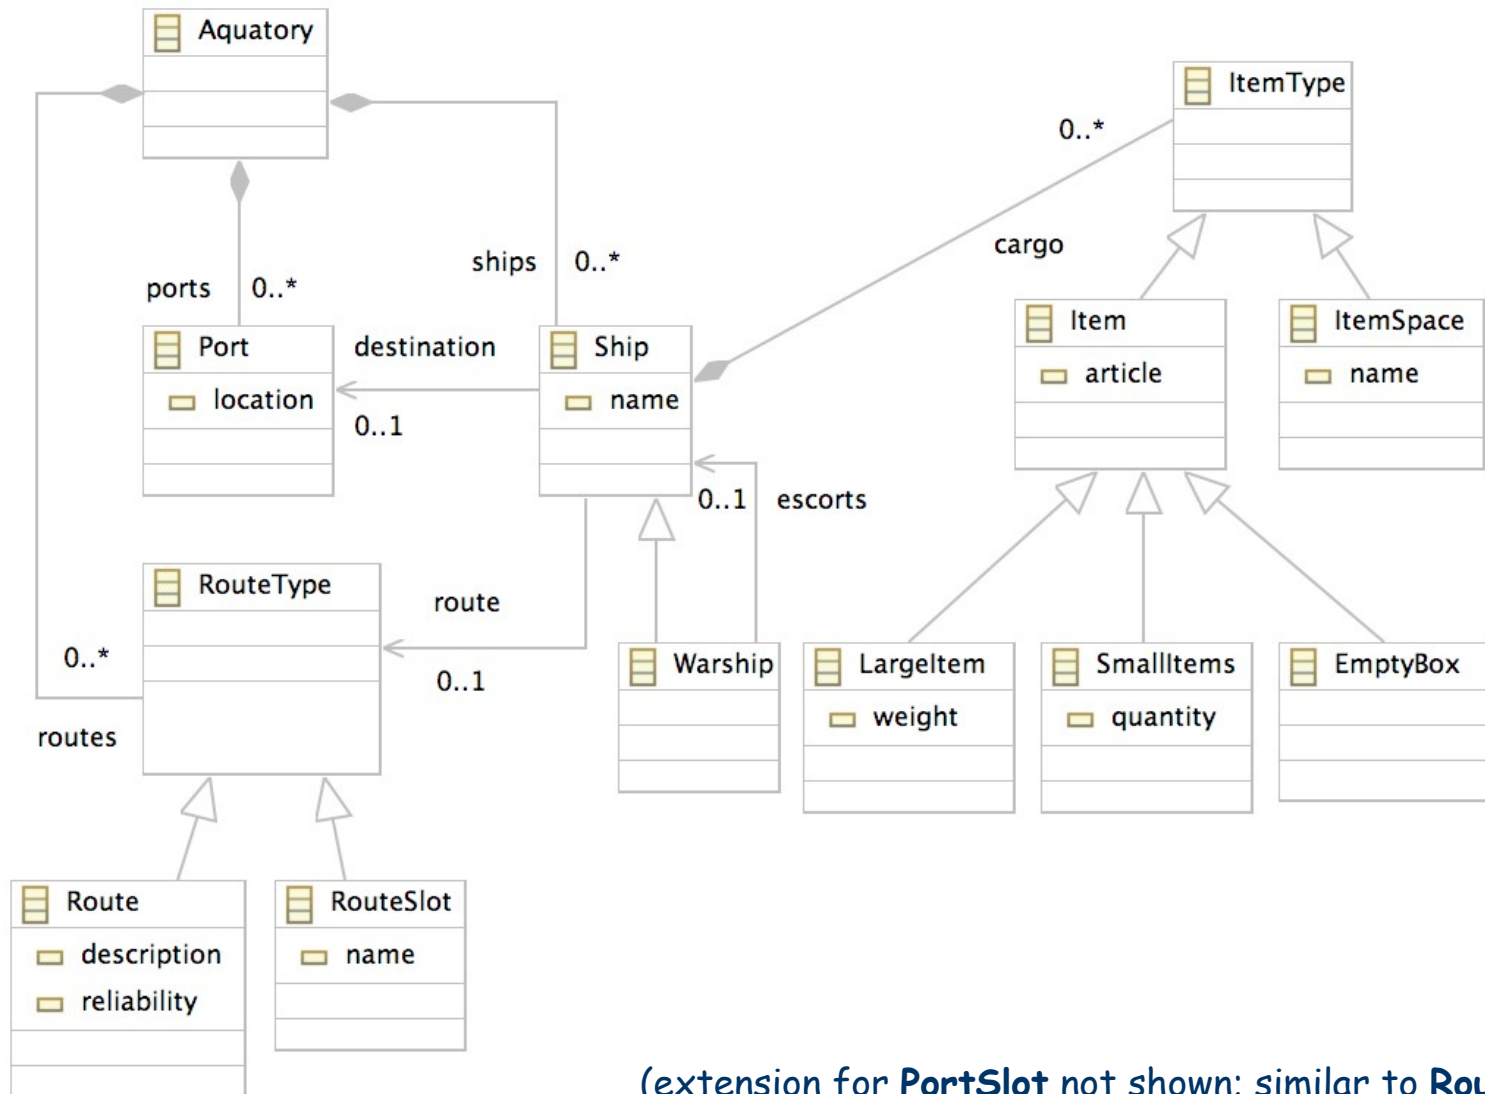 Aquatory
ItemType
0..*
cargo
ships
0..*
ports
0..*
Port
location
destination
0..1
Ship
name
Item
article
ItemSpace
name
0..1
escorts
RouteType
route
0..1
0..*
routes
Warship
LargeItem
weight
SmallItems
quantity
EmptyBox
Route
description
reliability
RouteSlot
name
(extension for PortSlot not shown; similar to